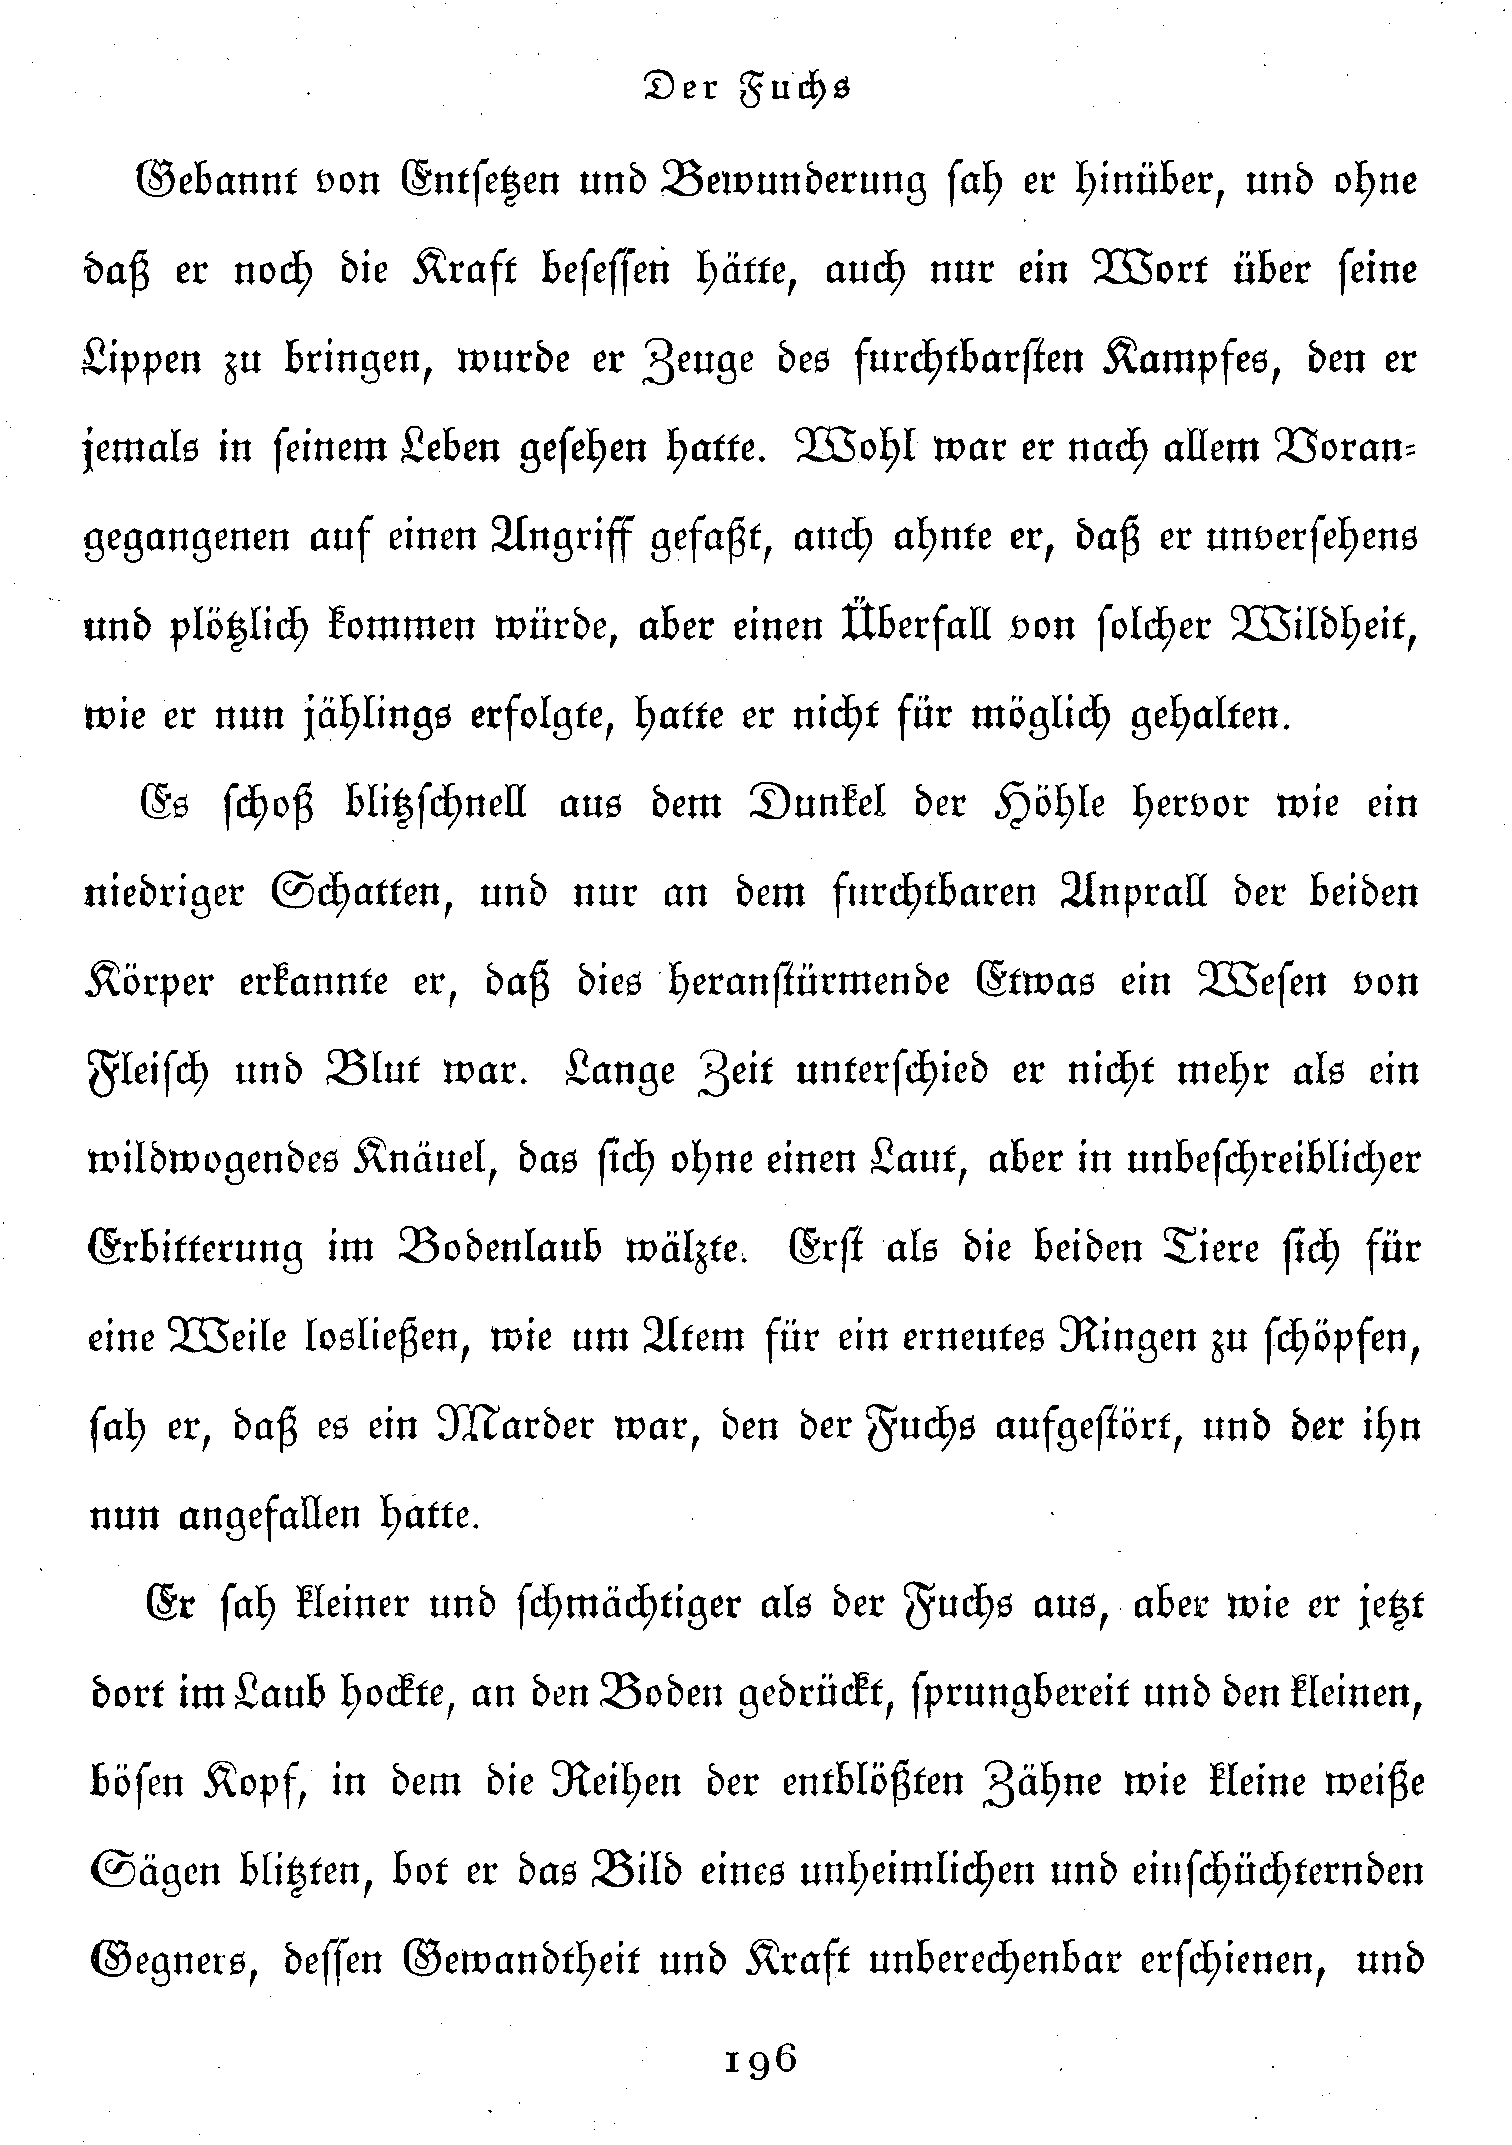 Der Fuchs
Gebannt von Entsetzen und Bewunderung sah er hinüber, und ohne
daß er noch die Kraft besessen hätte, auch nur ein Wort über seine
Lippen zu bringen, wurde er Zeuge des furchtbarsten Kampfes, den er
jemals in seinem Leben gesehen hatte. Wohl war er nach allem Voran-
gegangenen auf einen Angriff gefaßt, auch ahnte er, daß er unversehens
und plötzlich kommen würde, aber einen Überfall von solcher Wildheit,
wie er nun jählings erfolgte, hatte er nicht für möglich gehalten.
Es schoß blitzschnell aus dem Dunkel der Höhle hervor wie ein
niedriger Schatten, und nur an dem furchtbaren Anprall der beiden
Körper erkannte er, daß dies heranstürmende Etwas ein Wesen von
Fleisch und Blut war. Lange Zeit unterschied er nicht mehr als ein
wildwogendes Knäuel, das sich ohne einen Laut, aber in unbeschreiblicher
Erbitterung im Bodenlaub wälzte. Erst als die beiden Tiere sich für
eine Weile losließen, wie um Atem für ein erneutes Ringen zu schöpfen,
sah er, daß es ein Marder war, den der Fuchs aufgestört, und der ihn
nun angefallen hatte.
Er sah kleiner und schmächtiger als der Fuchs aus, aber wie er jetzt
dort im Laub hockte, an den Boden gedrückt, sprungbereit und den kleinen,
bösen Kopf, in dem die Reihen der entblößten Zähne wie kleine weiße
Sägen blitzten, bot er das Bild eines unheimlichen und einschüchternden
Gegners, dessen Gewandtheit und Kraft unberechenbar erschienen, und
196